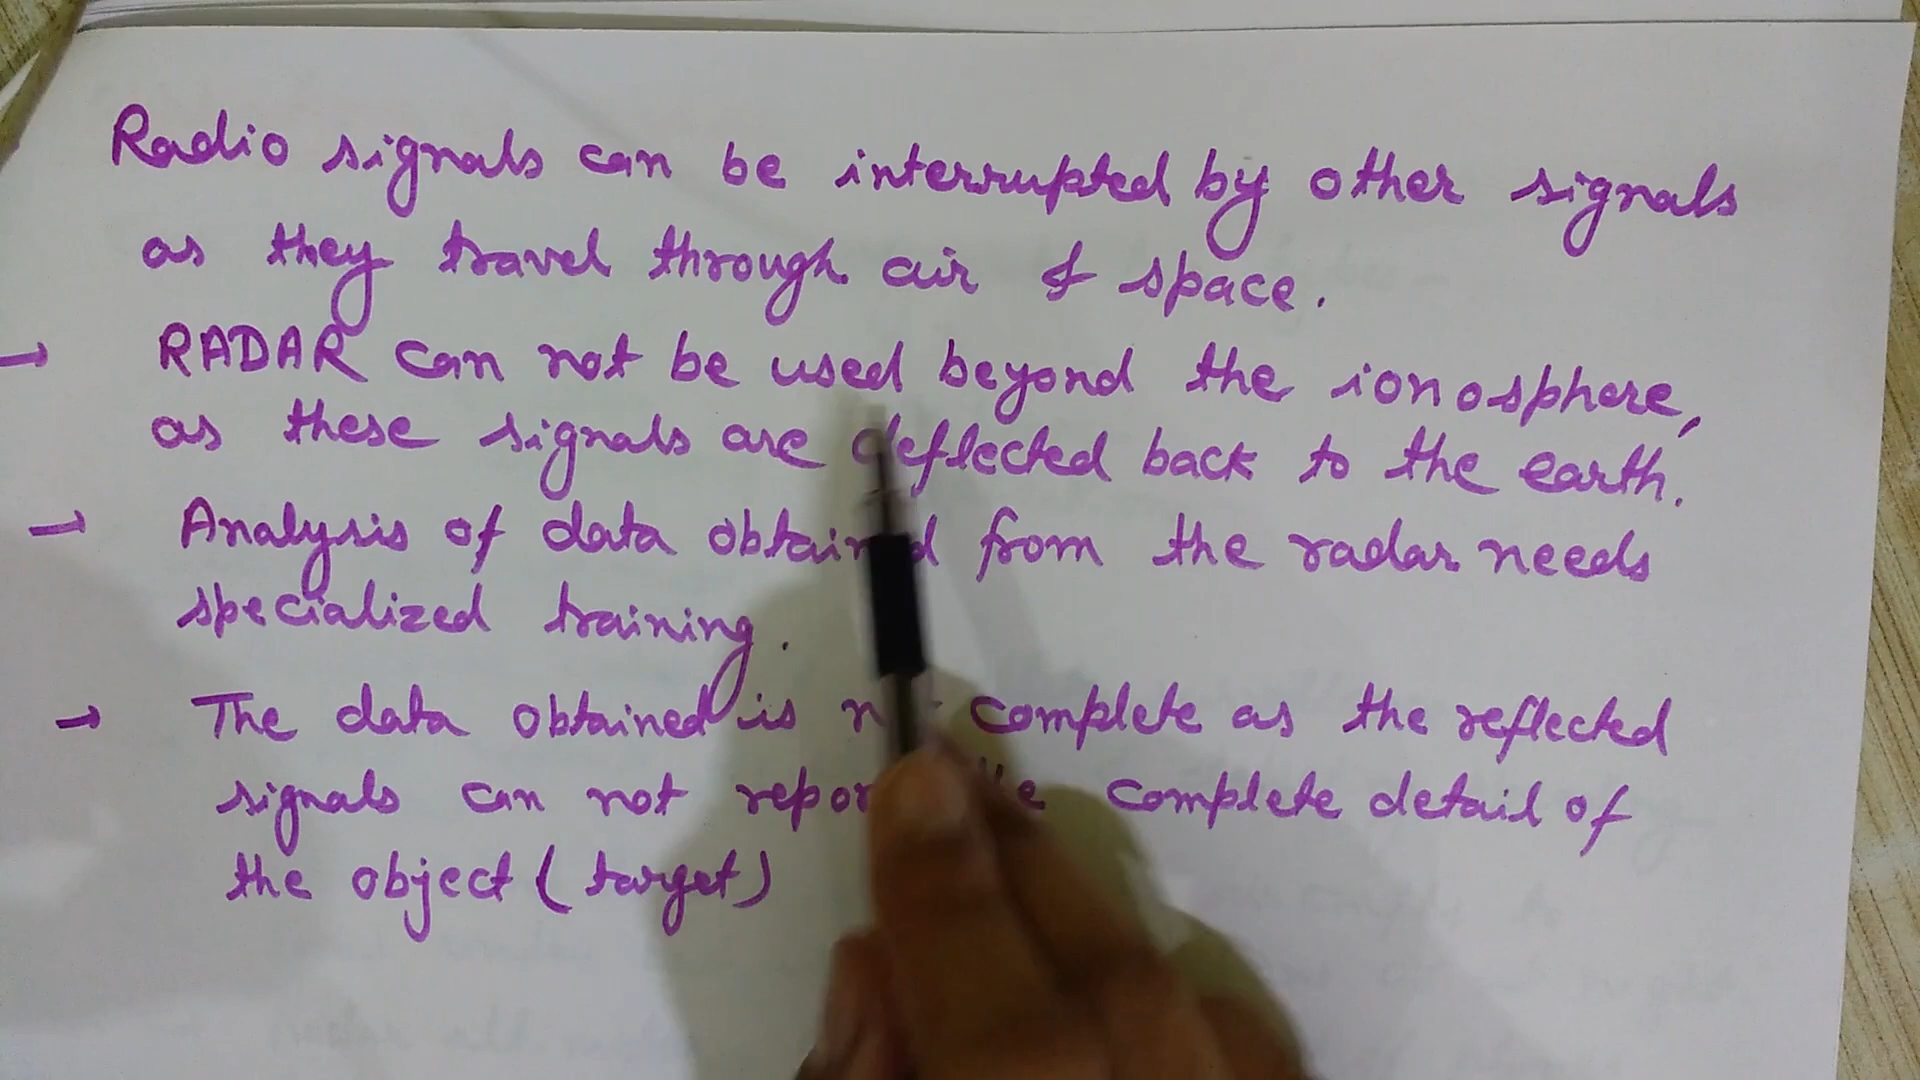 Radio signals can be interrupted by other signals
as they travel through air & space.
→ RADAR can not be used beyond the ionosphere,
as these signals are deflected back to the earth.
→ Analysis of data obtained from the radar needs
specialized training.
→ The data obtained is complete as the reflected
signals can not report complete detail of
the object (target)